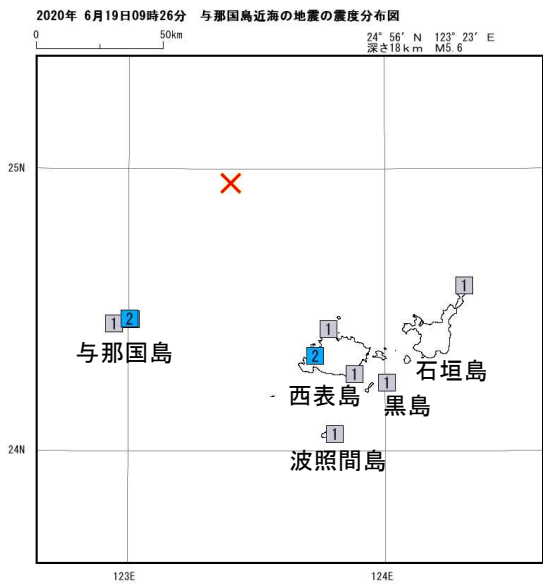 2020年 6月19日09時26分 与那国島近海の地震の震度分布図
0 50km
24° 56′ N 123° 23′ E
深さ18km M5.6
25N
1
1 2
1
与那国島
2
石垣島
1
1
西表島
黒島
1
波照間島
24N
123E 124E